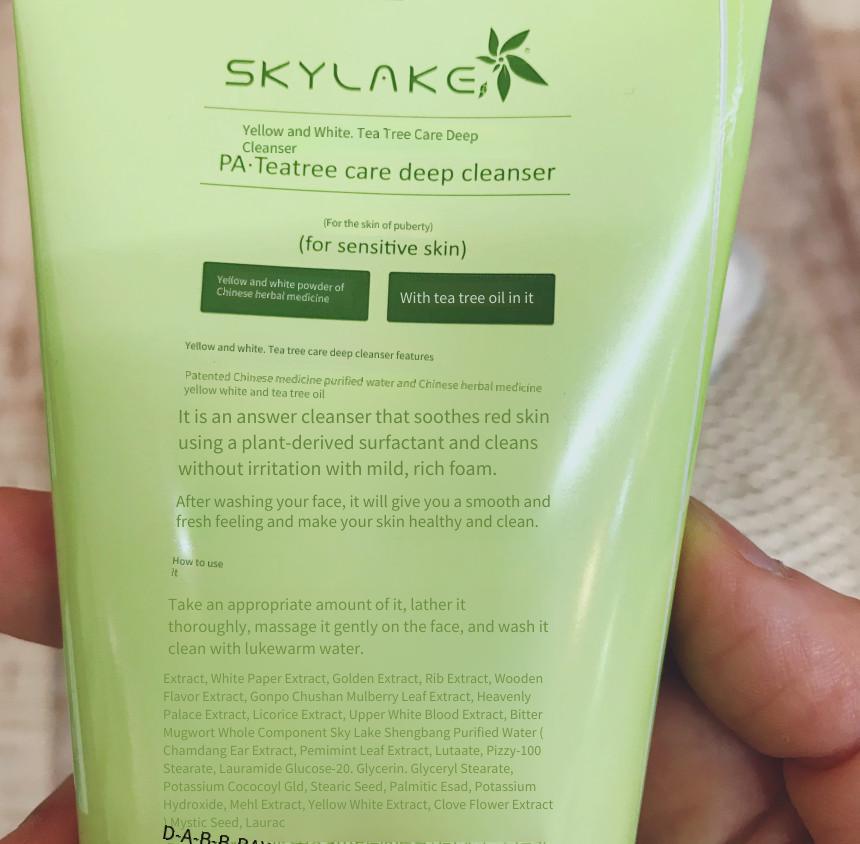 SKYLAKE
Yellow and White. Tea Tree Care Deep
Cleanser
PA·Teatree care deep cleanser
(For the skin of puberty)
(for sensitive skin)
Yellow and white powder of
Chinese herbal medicine
With tea tree oil in it
Yellow and white. Tea tree care deep cleanser features
Patented Chinese medicine purified water and Chinese herbal medicine
yellow white and tea tree oil
It is an answer cleanser that soothes red skin
using a plant-derived surfactant and cleans
without irritation with mild, rich foam.
After washing your face, it will give you a smooth and
fresh feeling and make your skin healthy and clean.
How to use
it
Take an appropriate amount of it, lather it
thoroughly, massage it gently on the face, and wash it
clean with lukewarm water.
Extract, White Paper Extract, Golden Extract, Rib Extract, Wooden
Flavor Extract, Gonpo Chushan Mulberry Leaf Extract, Heavenly
Palace Extract, Licorice Extract, Upper White Blood Extract, Bitter
Mugwort Whole Component Sky Lake Shengbang Purified Water (
Chamdang Ear Extract, Pemimint Leaf Extract, Lutaate, Pizzy-100
Stearate, Lauramide Glucose-20. Glycerin. Glyceryl Stearate,
Potassium Cococoyl Gld, Stearic Seed, Palmitic Esad, Potassium
Hydroxide, Mehl Extract, Yellow White Extract, Clove Flower Extract
) Mystic Seed, Laurac